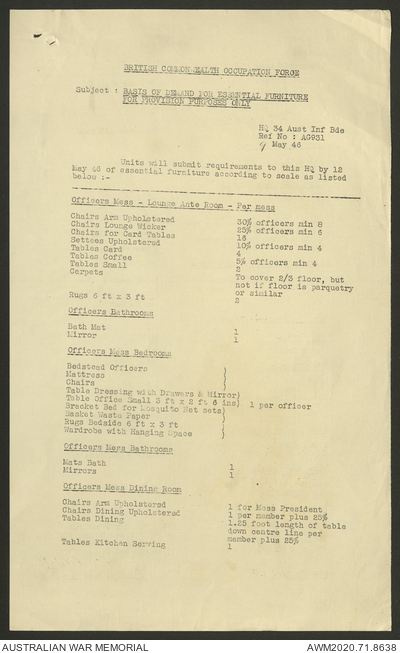 BRITISH COMMONWEALTH OCCUPATION FORCE
Subject : BASIS OF DEMAND FOR ESSENTIAL FURNITURE
FOR PROVISION PURPOSES ONLY
HQ 34 Aust Inf Bde
Ref No : AG931
9 May 46
Units will submit requirements to this HQ by 12
May 46 of essential furniture according to scale as listed
below :-
Officers Mess - Lounge Ante Room - Per mess
Chairs Arm Upholstered 30% officers min 8
Chairs Lounge Wicker 25% officers min 6
Chairs for Card Tables 16
Settees Upholstered 10% officers min 4
Tables Card 4
Tables Coffee 5% officers min 4
Tables Small 2
Carpets To cover 2/3 floor, but
not if floor is parquetry
or similar
Rugs 6 ft x 3 ft 2
Officers Bathrooms
Bath Mat 1
Mirror 1
Officers Mess Bedrooms
Bedstead Officers )
Mattress )
Chairs )
Table Dressing with Drawers & Mirror)
Table Office Small 3 ft x 2 ft 6 ins) 1 per officer
Bracket Bed for Mosquito Net sets)
Basket Waste Paper )
Rugs Bedside 6 ft x 3 ft )
Wardrobe with Hanging Space )
Officers Mess Bathrooms
Mats Bath 1
Mirrors 1
Officers Mess Dining Room
Chairs Arm Upholstered 1 for Mess President
Chairs Dining Upholstered 1 per member plus 25%
Tables Dining 1.25 foot length of table
down centre line per
member plus 25%
Tables Kitchen Serving 1
AUSTRALIAN WAR MEMORIAL AWM2020.71.8638